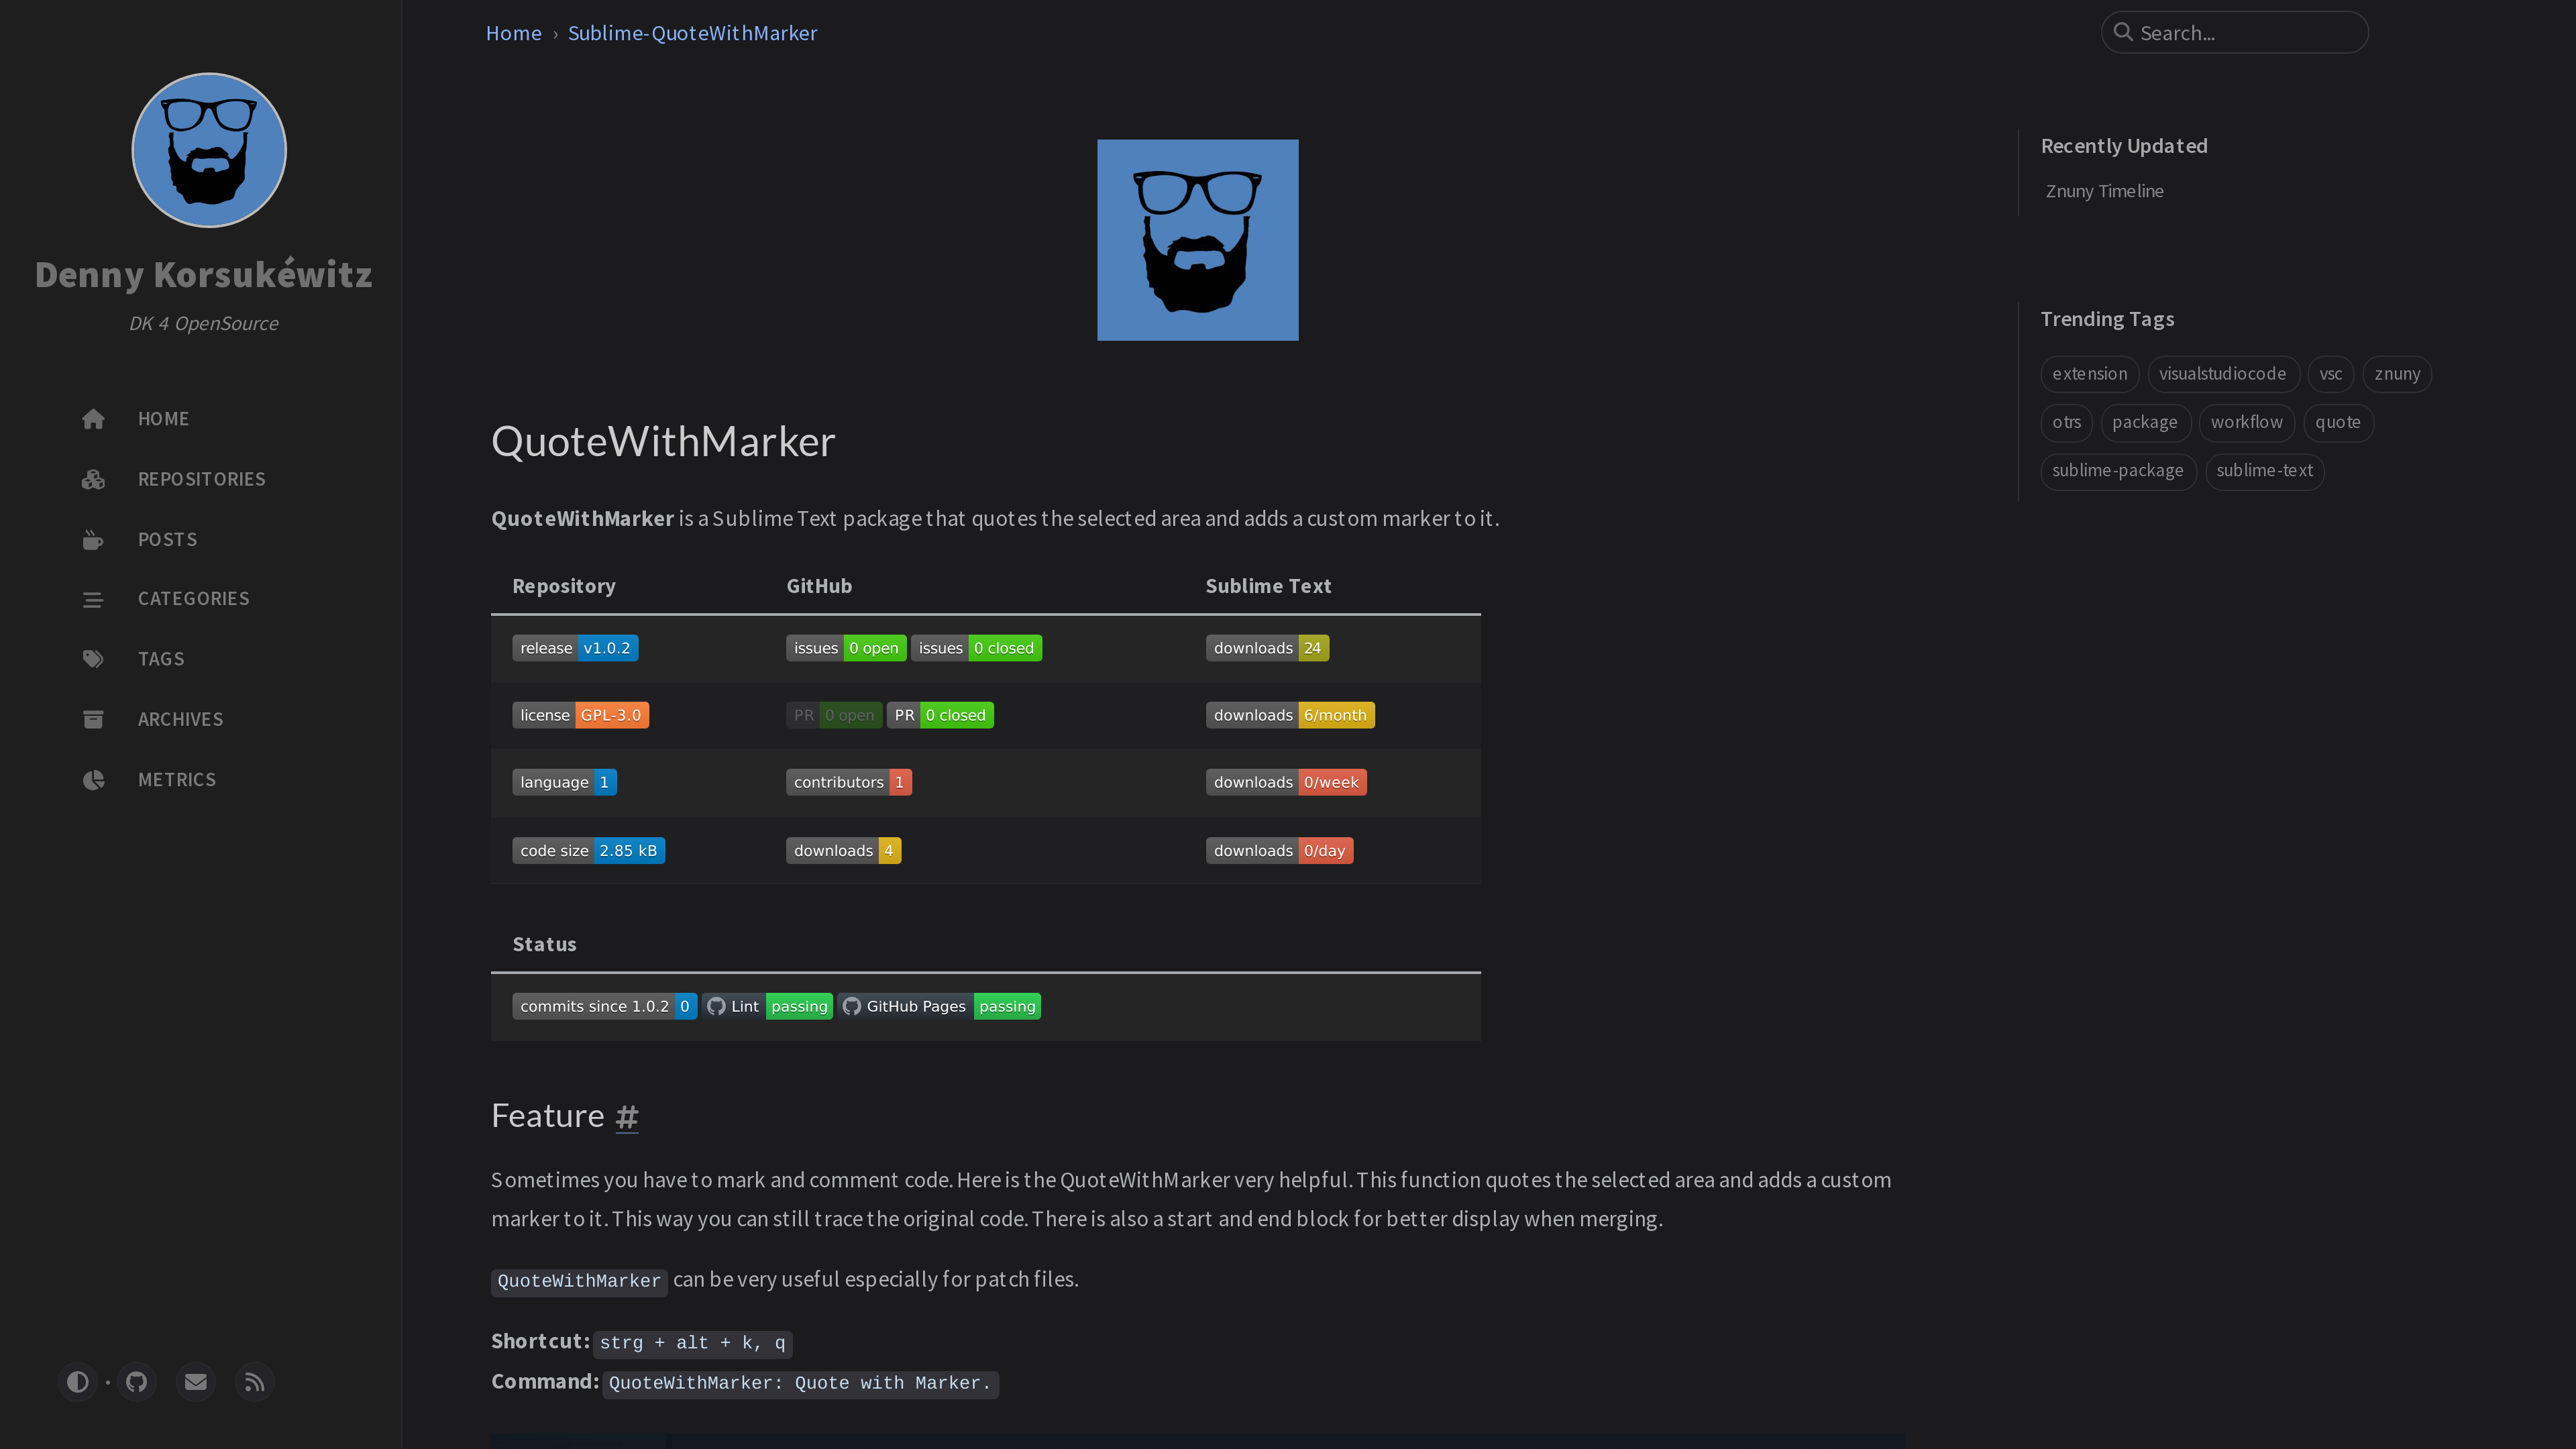 Denny Korsukéwitz
DK 4 OpenSource
HOME
REPOSITORIES
POSTS
CATEGORIES
TAGS
ARCHIVES
METRICS
Home › Sublime-QuoteWithMarker
Search...
QuoteWithMarker
QuoteWithMarker is a Sublime Text package that quotes the selected area and adds a custom marker to it.
Repository GitHub Sublime Text
release v1.0.2 issues 0 open issues 0 closed downloads 24
license GPL-3.0 PR 0 open PR 0 closed downloads 6/month
language 1 contributors 1 downloads 0/week
code size 2.85 kB downloads 4 downloads 0/day
Status
commits since 1.0.2 0 Lint passing GitHub Pages passing
Feature #
Sometimes you have to mark and comment code. Here is the QuoteWithMarker very helpful. This function quotes the selected area and adds a custom
marker to it. This way you can still trace the original code. There is also a start and end block for better display when merging.
QuoteWithMarker can be very useful especially for patch files.
Shortcut: strg + alt + k, q
Command: QuoteWithMarker: Quote with Marker.
Recently Updated
Znuny Timeline
Trending Tags
extension visualstudiocode vsc znuny
otrs package workflow quote
sublime-package sublime-text